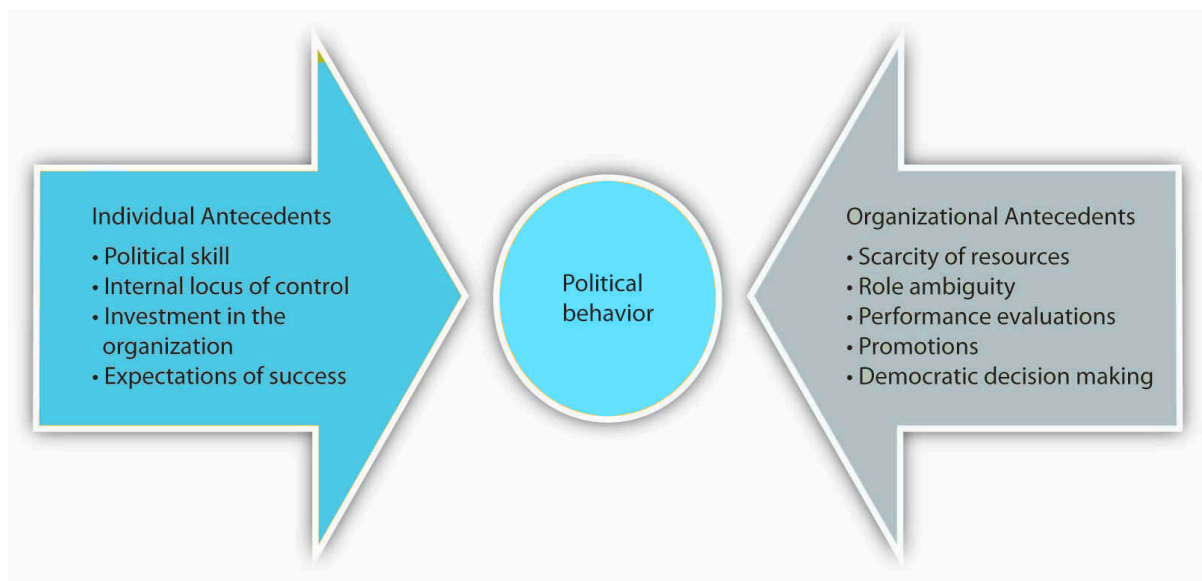 Individual Antecedents
• Political skill
• Internal locus of control
• Investment in the
organization
• Expectations of success
Political
behavior
Organizational Antecedents
• Scarcity of resources
• Role ambiguity
• Performance evaluations
• Promotions
• Democratic decision making